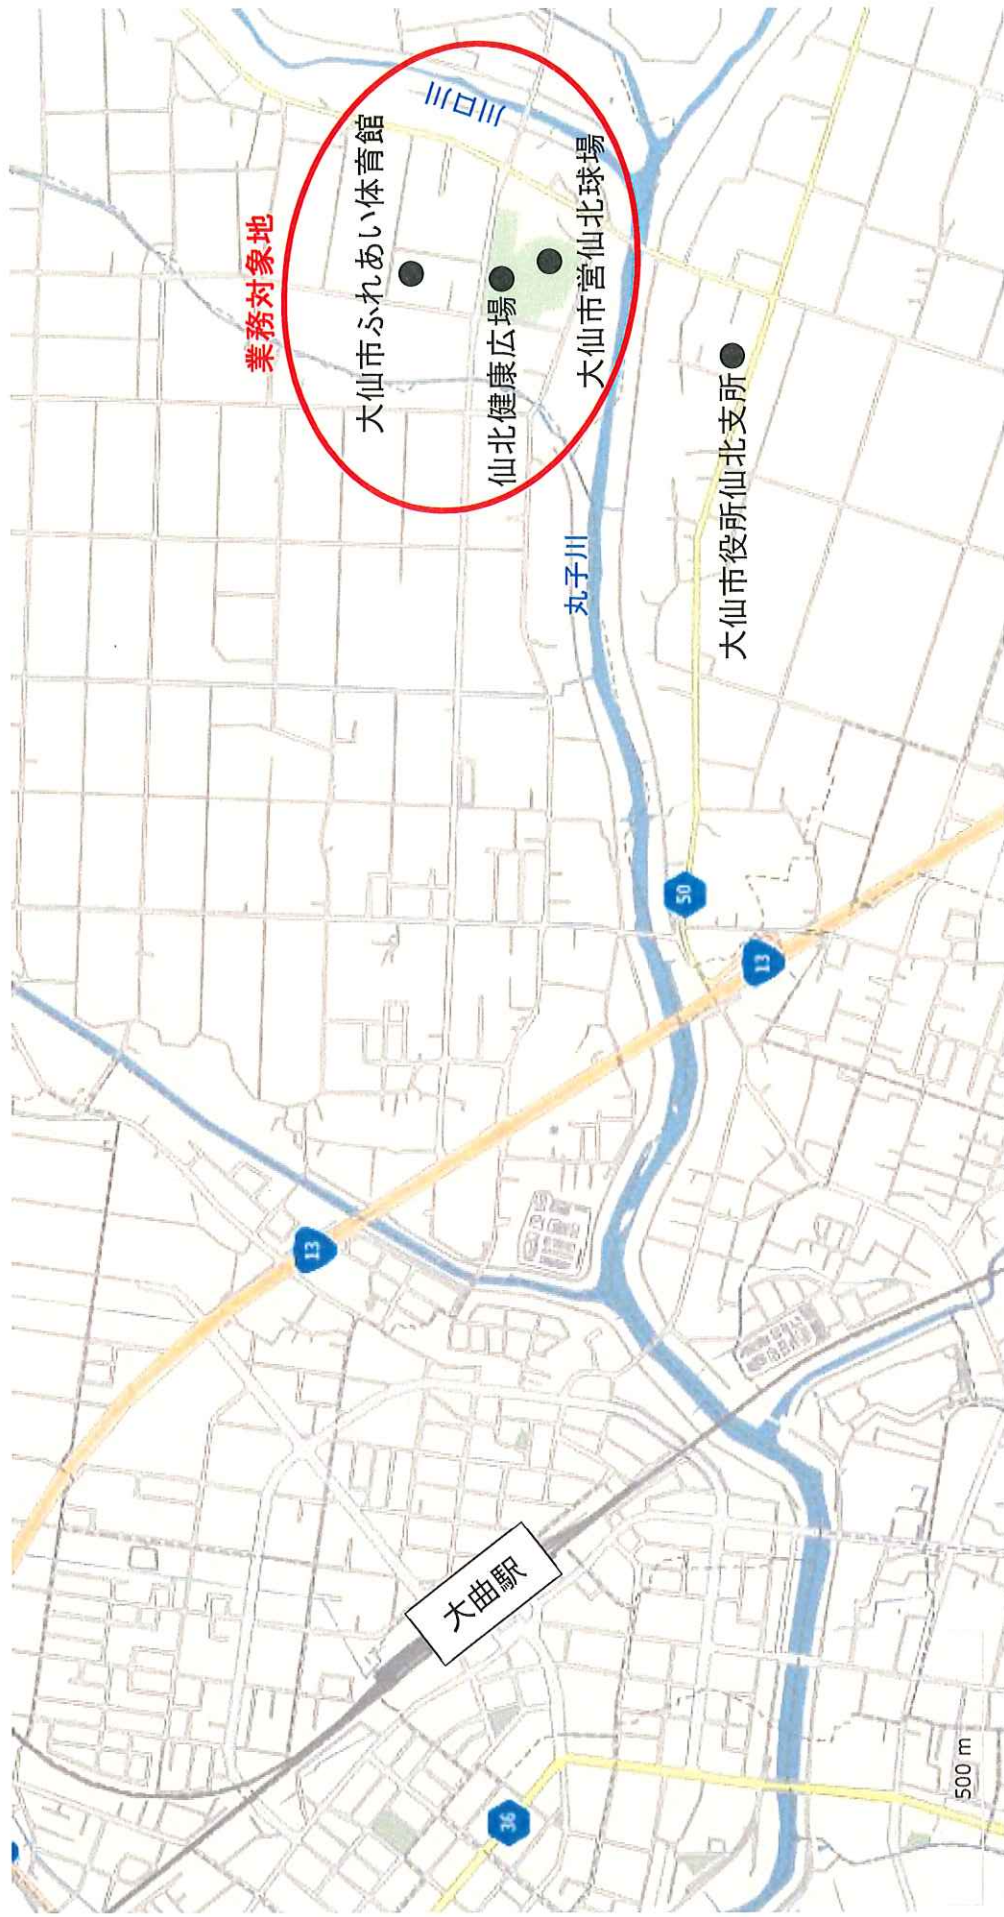 業務対象地
大仙市ふれあい体育館
川口川
仙北健康広場
大仙市営仙北球場
丸子川
大仙市役所仙北支所
50
13
13
大曲駅
36
500 m